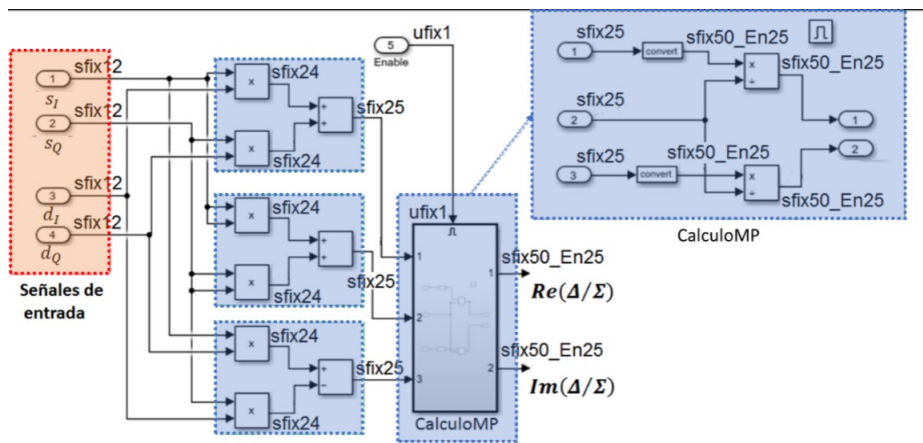 sfix12
1
s_I
sfix12
2
s_Q
sfix12
3
d_I
sfix12
4
d_Q
Señales de
entrada
x
sfix24
x
sfix24
+
+
sfix25
x
sfix24
x
sfix24
+
+
sfix25
x
sfix24
x
sfix24
+
−
sfix25
5
Enable
ufix1
ufix1
1
2
3
1
2
CalculoMP
sfix50_En25
Re(Δ/Σ)
sfix50_En25
Im(Δ/Σ)
sfix25
1
convert
sfix50_En25
x
÷
sfix50_En25
1
sfix25
2
2
sfix25
3
convert
sfix50_En25
x
÷
sfix50_En25
CalculoMP